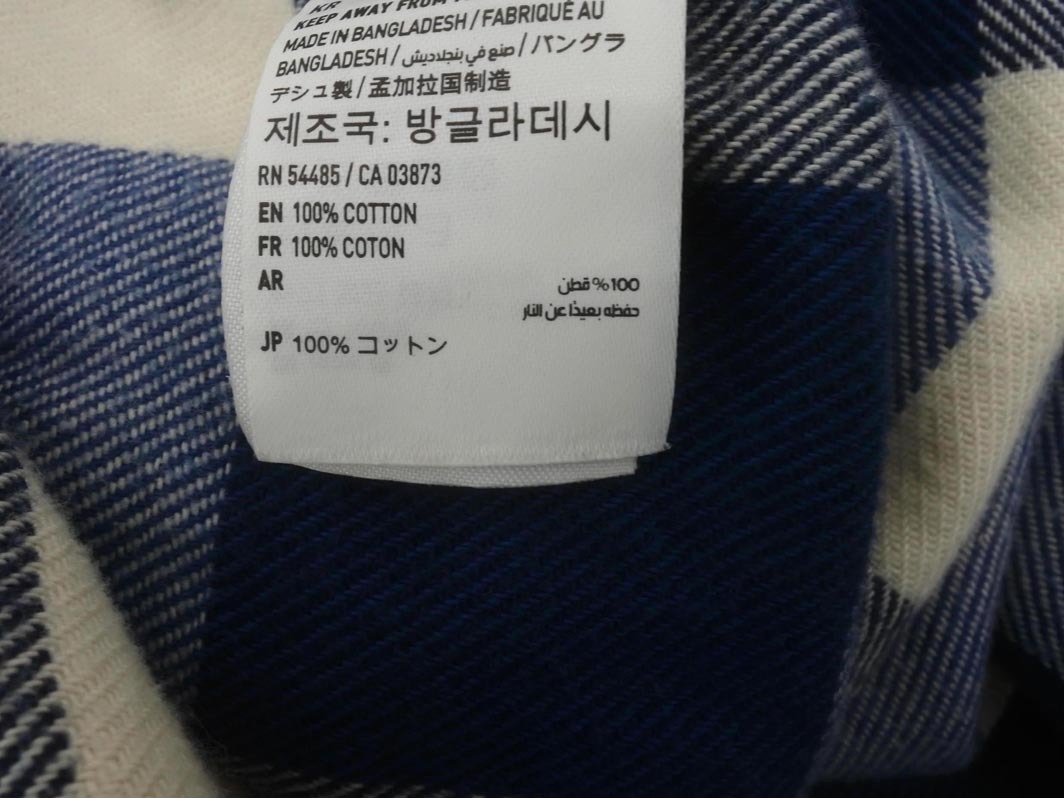 KR
KEEP AWAY FROM
MADE IN BANGLADESH / FABRIQUÉ AU
BANGLADESH / صنع في بنجلاديش / バングラ
デシュ製 / 孟加拉国制造
제조국: 방글라데시
RN 54485 / CA 03873
EN 100% COTTON
FR 100% COTON
AR 100% قطن
حفظه بعيدًا عن النار
JP 100% コットン